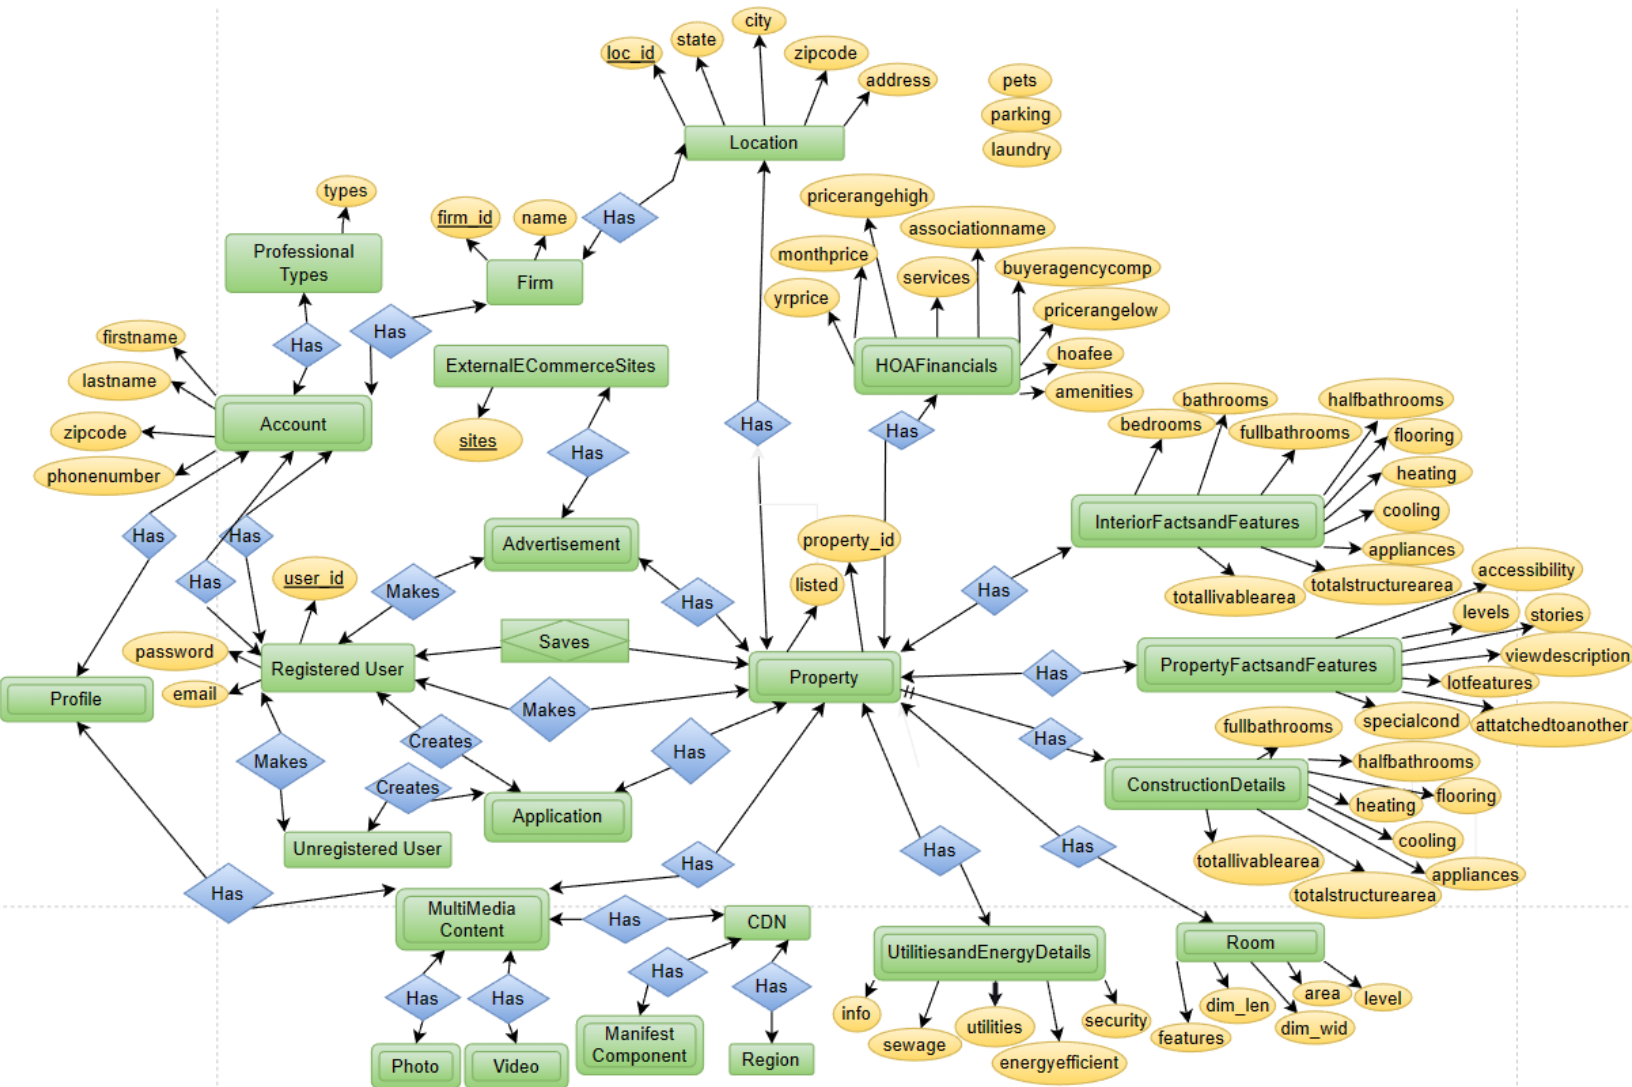 city
state
loc_id
zipcode
address
pets
parking
laundry
Location
types
pricerangehigh
firm_id
name
Has
associationname
Professional
Types
monthprice
services
buyeragencycomp
Firm
yrprice
pricerangelow
Has
Has
firstname
hoafee
ExternalECommerceSites
HOAFinancials
lastname
amenities
bathrooms
halfbathrooms
Account
Has
Has
bedrooms
fullbathrooms
flooring
zipcode
sites
Has
heating
phonenumber
cooling
InteriorFactsandFeatures
Has
Has
Advertisement
property_id
appliances
accessibility
Has
user_id
Makes
Has
listed
Has
totallivablearea
totalstructurearea
levels
stories
Saves
password
Registered User
Property
Has
PropertyFactsandFeatures
viewdescription
lotfeatures
email
Profile
Makes
specialcond
attatchedtoanother
fullbathrooms
Creates
Has
Has
Makes
halfbathrooms
Creates
ConstructionDetails
heating
flooring
Application
cooling
Unregistered User
Has
Has
Has
totallivablearea
appliances
Has
totalstructurearea
MultiMedia
Content
Has
CDN
Room
UtilitiesandEnergyDetails
Has
Has
Has
Has
area
level
info
dim_len
security
utilities
dim_wid
features
sewage
Manifest
Component
Region
energyefficient
Photo
Video